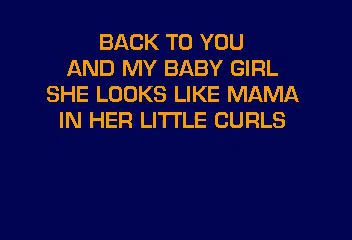 BACK TO YOU
AND MY BABY GIRL
SHE LOOKS LIKE MAMA
IN HER LITTLE CURLS